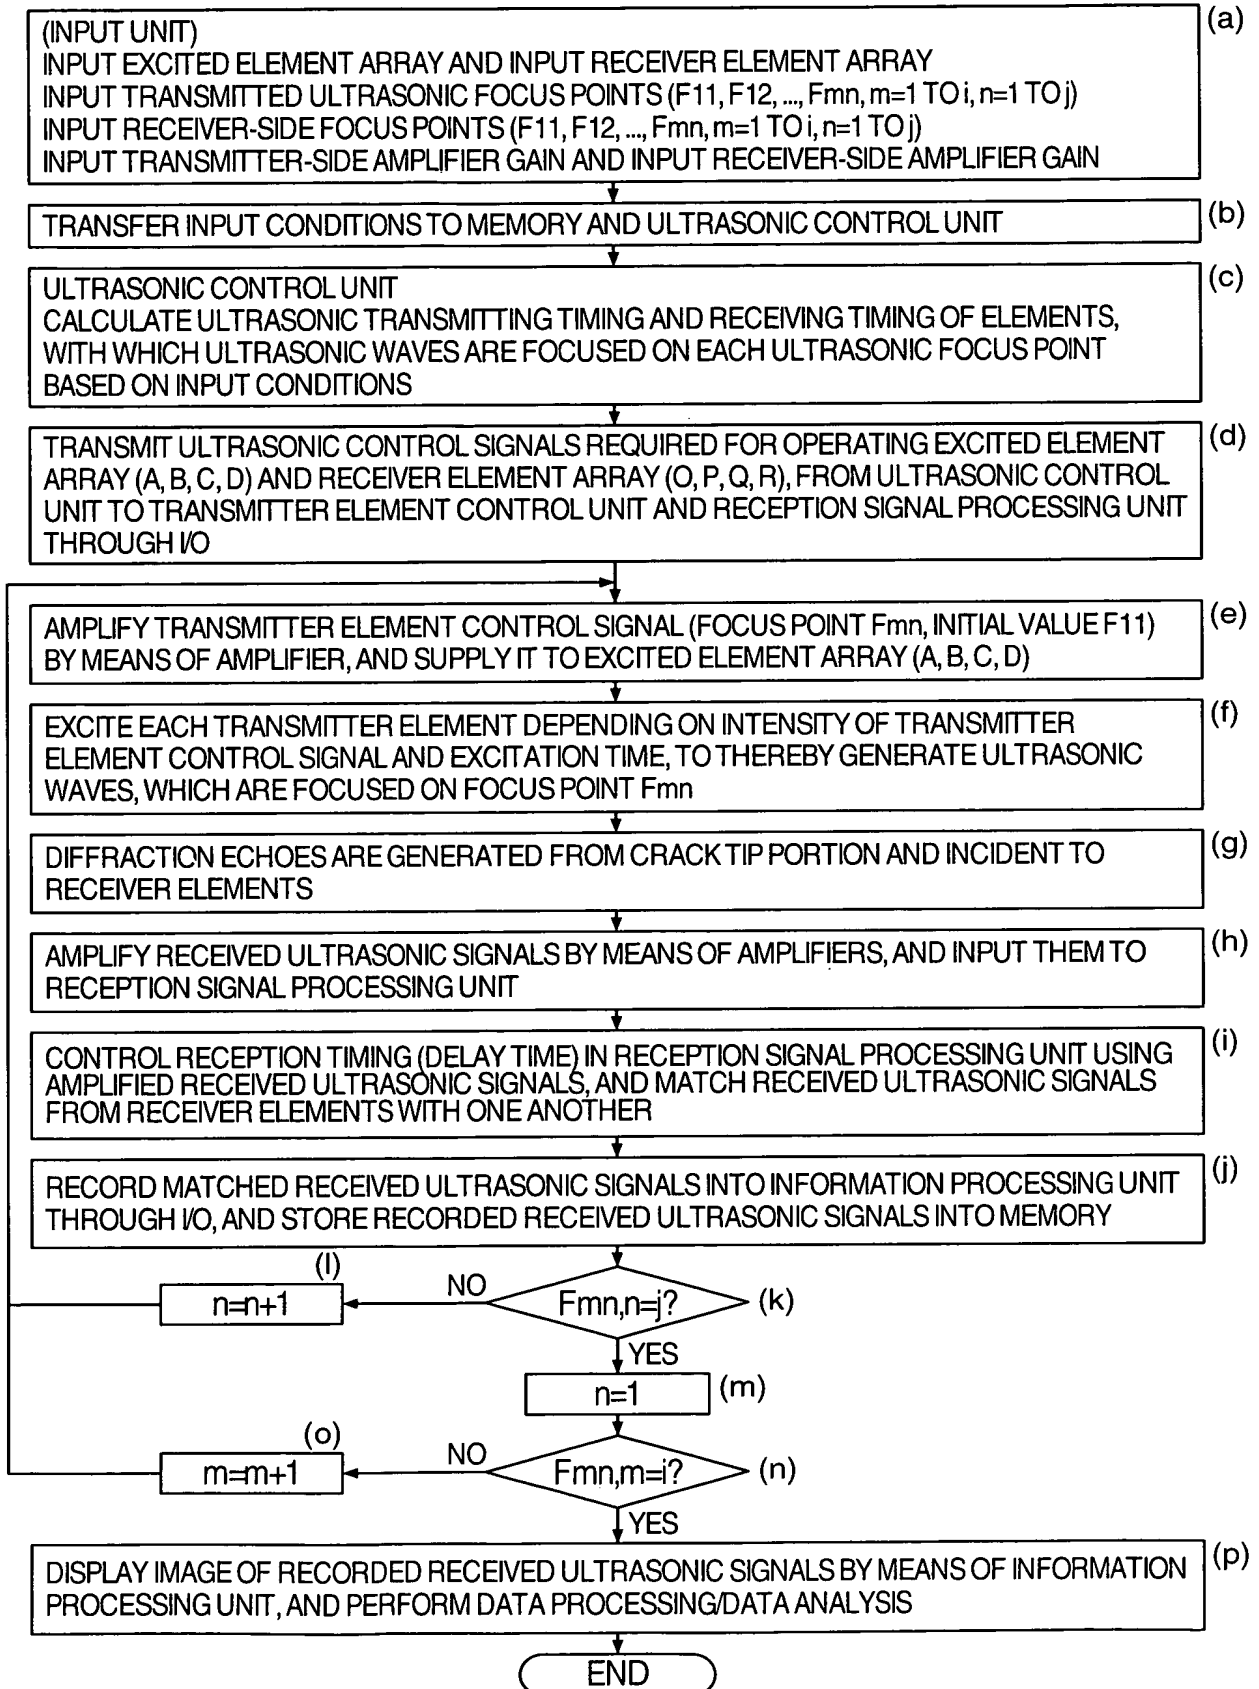 (a)
(INPUT UNIT)
INPUT EXCITED ELEMENT ARRAY AND INPUT RECEIVER ELEMENT ARRAY
INPUT TRANSMITTED ULTRASONIC FOCUS POINTS (F11, F12, ..., Fmn, m=1 TO i, n=1 TO j)
INPUT RECEIVER-SIDE FOCUS POINTS (F11, F12, ..., Fmn, m=1 TO i, n=1 TO j)
INPUT TRANSMITTER-SIDE AMPLIFIER GAIN AND INPUT RECEIVER-SIDE AMPLIFIER GAIN
(b)
TRANSFER INPUT CONDITIONS TO MEMORY AND ULTRASONIC CONTROL UNIT
(c)
ULTRASONIC CONTROL UNIT
CALCULATE ULTRASONIC TRANSMITTING TIMING AND RECEIVING TIMING OF ELEMENTS,
WITH WHICH ULTRASONIC WAVES ARE FOCUSED ON EACH ULTRASONIC FOCUS POINT
BASED ON INPUT CONDITIONS
(d)
TRANSMIT ULTRASONIC CONTROL SIGNALS REQUIRED FOR OPERATING EXCITED ELEMENT
ARRAY (A, B, C, D) AND RECEIVER ELEMENT ARRAY (O, P, Q, R), FROM ULTRASONIC CONTROL
UNIT TO TRANSMITTER ELEMENT CONTROL UNIT AND RECEPTION SIGNAL PROCESSING UNIT
THROUGH I/O
(e)
AMPLIFY TRANSMITTER ELEMENT CONTROL SIGNAL (FOCUS POINT Fmn, INITIAL VALUE F11)
BY MEANS OF AMPLIFIER, AND SUPPLY IT TO EXCITED ELEMENT ARRAY (A, B, C, D)
(f)
EXCITE EACH TRANSMITTER ELEMENT DEPENDING ON INTENSITY OF TRANSMITTER
ELEMENT CONTROL SIGNAL AND EXCITATION TIME, TO THEREBY GENERATE ULTRASONIC
WAVES, WHICH ARE FOCUSED ON FOCUS POINT Fmn
(g)
DIFFRACTION ECHOES ARE GENERATED FROM CRACK TIP PORTION AND INCIDENT TO
RECEIVER ELEMENTS
(h)
AMPLIFY RECEIVED ULTRASONIC SIGNALS BY MEANS OF AMPLIFIERS, AND INPUT THEM TO
RECEPTION SIGNAL PROCESSING UNIT
(i)
CONTROL RECEPTION TIMING (DELAY TIME) IN RECEPTION SIGNAL PROCESSING UNIT USING
AMPLIFIED RECEIVED ULTRASONIC SIGNALS, AND MATCH RECEIVED ULTRASONIC SIGNALS
FROM RECEIVER ELEMENTS WITH ONE ANOTHER
(j)
RECORD MATCHED RECEIVED ULTRASONIC SIGNALS INTO INFORMATION PROCESSING UNIT
THROUGH I/O, AND STORE RECORDED RECEIVED ULTRASONIC SIGNALS INTO MEMORY
(l)
n=n+1
NO
Fmn,n=j?
(k)
YES
n=1
(m)
(o)
m=m+1
NO
Fmn,m=i?
(n)
YES
(p)
DISPLAY IMAGE OF RECORDED RECEIVED ULTRASONIC SIGNALS BY MEANS OF INFORMATION
PROCESSING UNIT, AND PERFORM DATA PROCESSING/DATA ANALYSIS
END